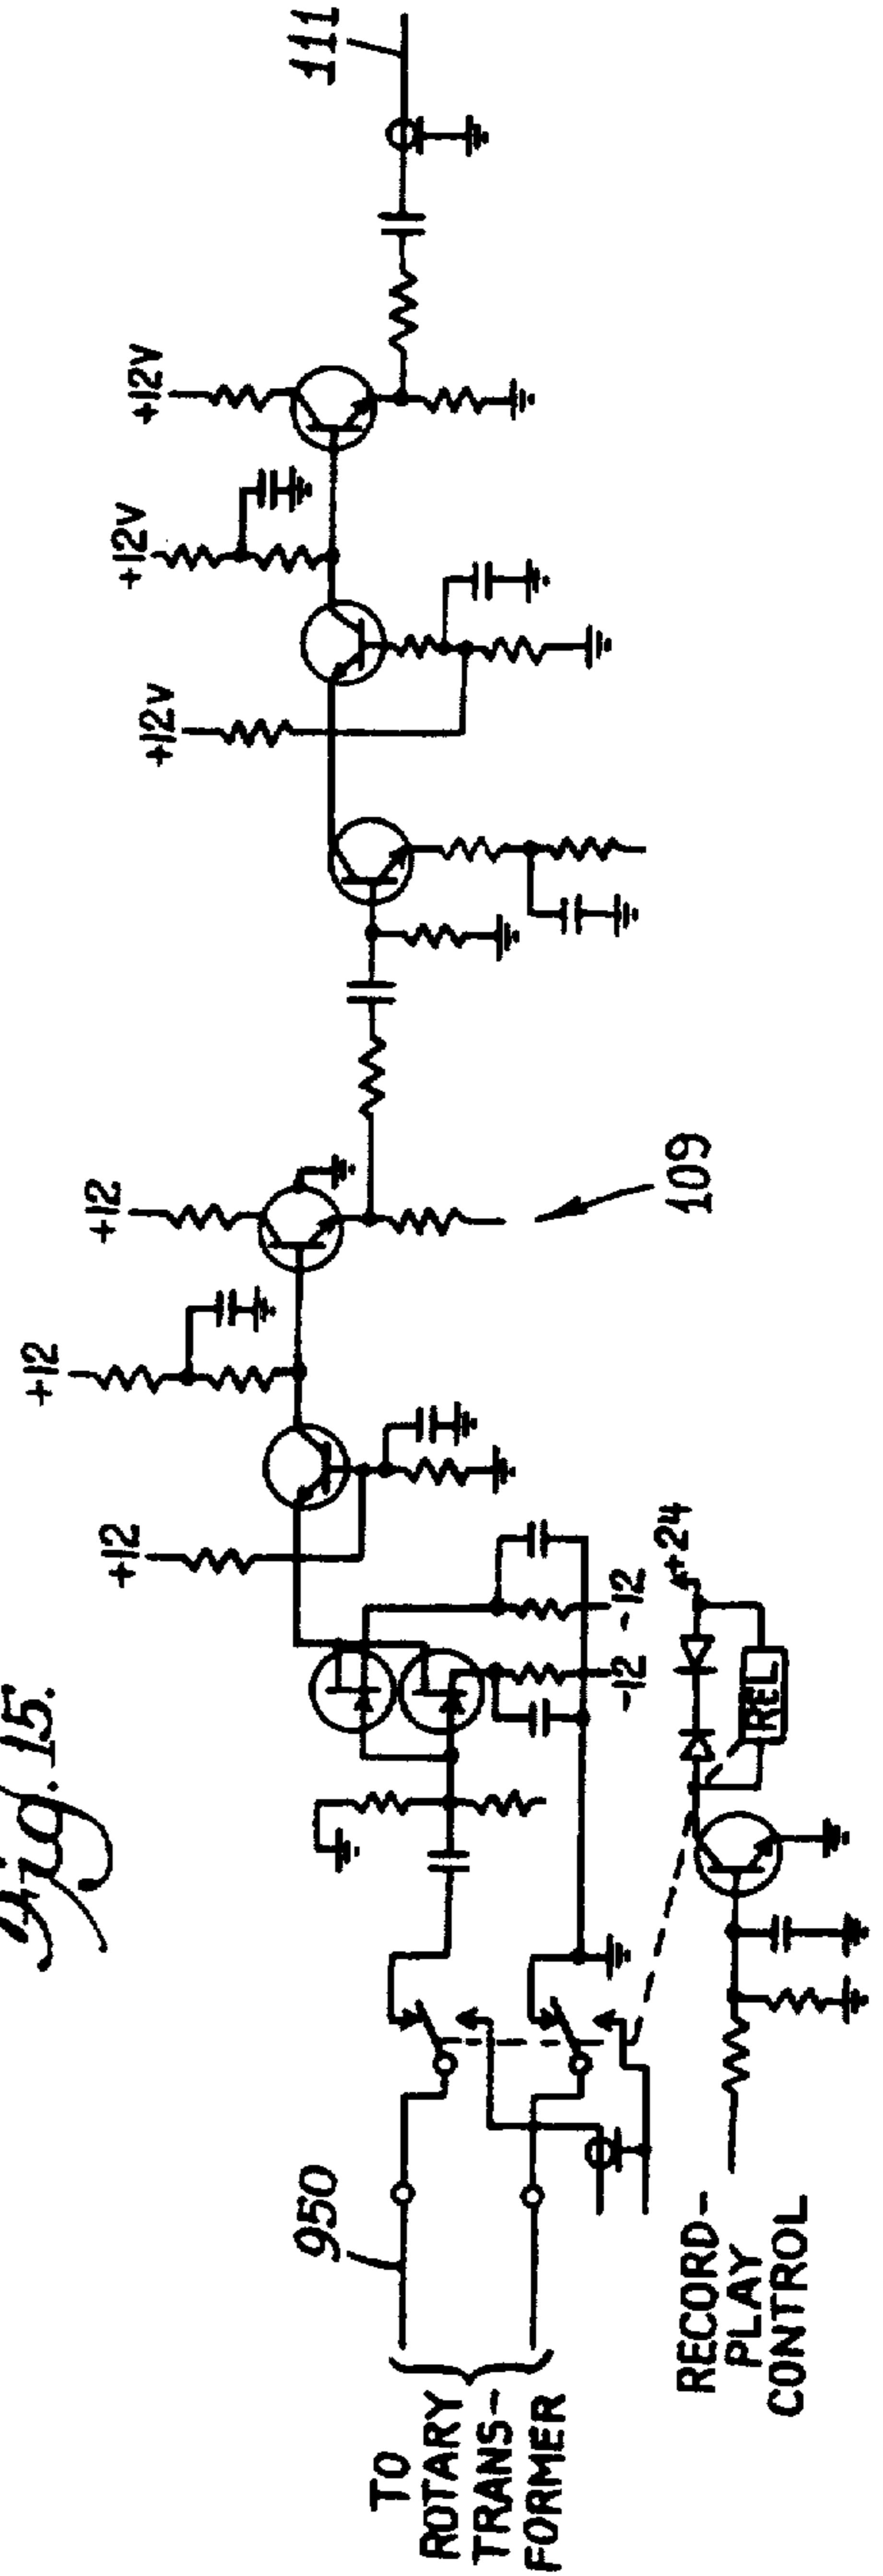 Fig. 15.
+12
+12
+12
+12V
+12V
+12V
111
109
950
TO
ROTARY
TRANS-
FORMER
-12
-12
+24
REL
RECORD-
PLAY
CONTROL